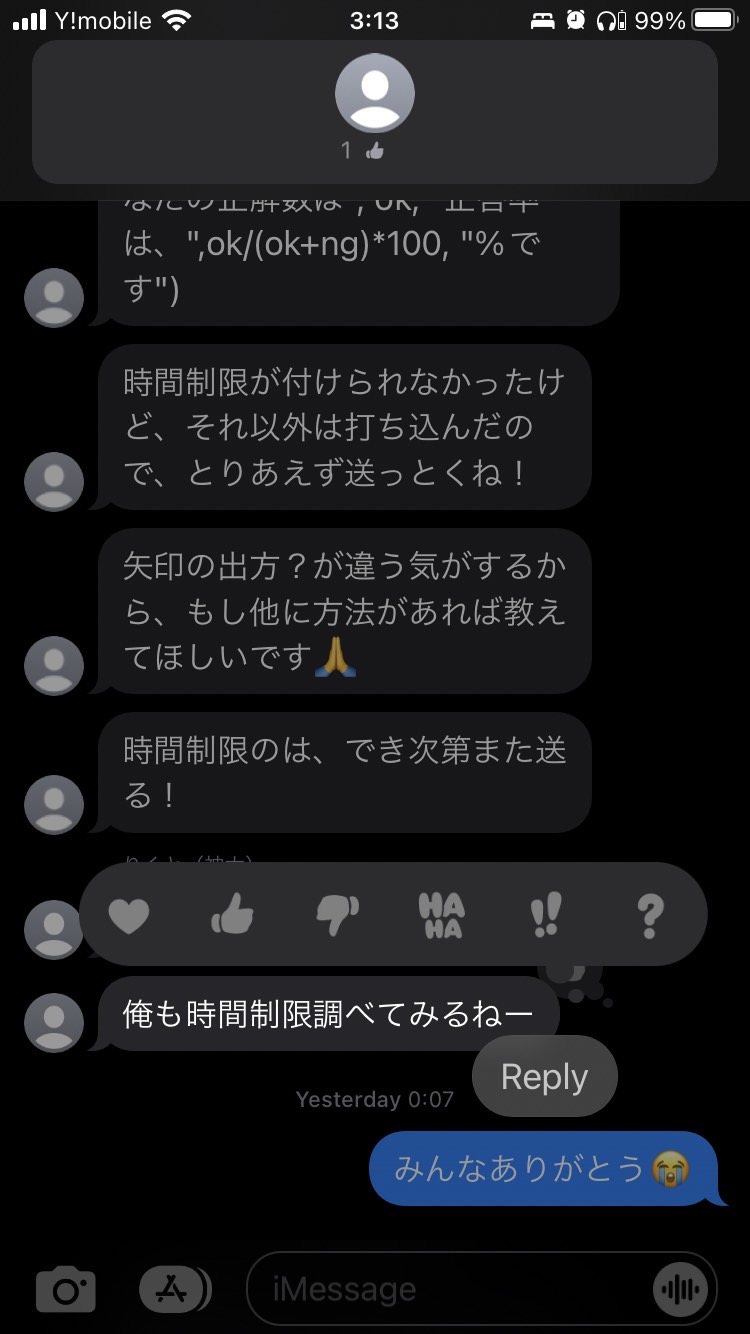 Y!mobile 3:13 99%
1
なたの正解数は", ok, "正答率
は、",ok/(ok+ng)*100, "%で
す")
時間制限が付けられなかったけ
ど、それ以外は打ち込んだの
で、とりあえず送っとくね！
矢印の出方？が違う気がするか
ら、もし他に方法があれば教え
てほしいです🙏
時間制限のは、でき次第また送
る！
HA
HA
!!
?
俺も時間制限調べてみるねー
Reply
Yesterday 0:07
みんなありがとう😭
iMessage